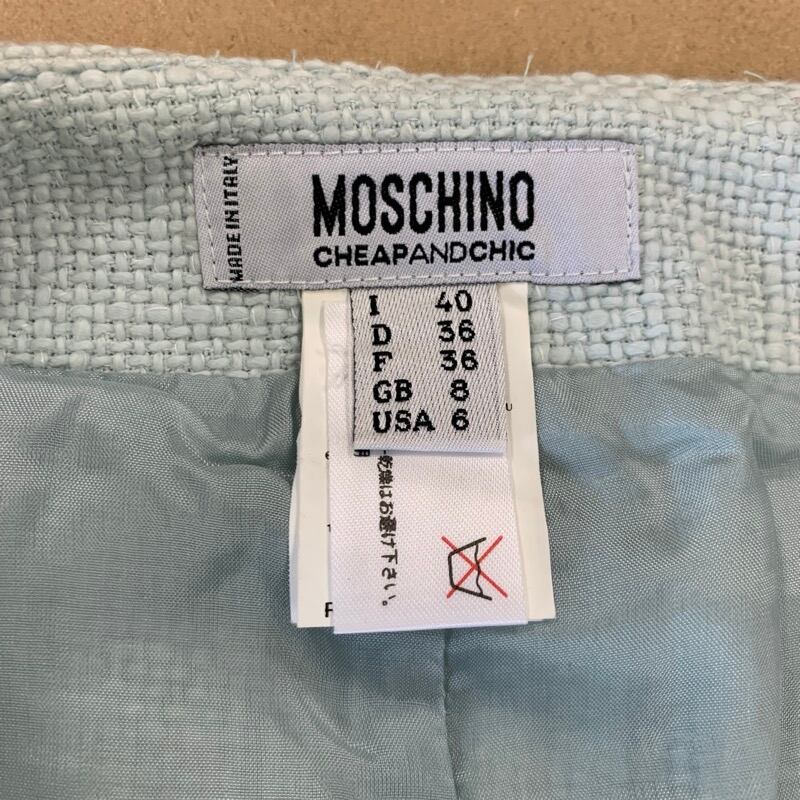 MADE IN ITALY
MOSCHINO
CHEAPANDCHIC
I 40
D 36
F 36
GB 8
USA 6
U
e
乾燥はお避け下さい。
F